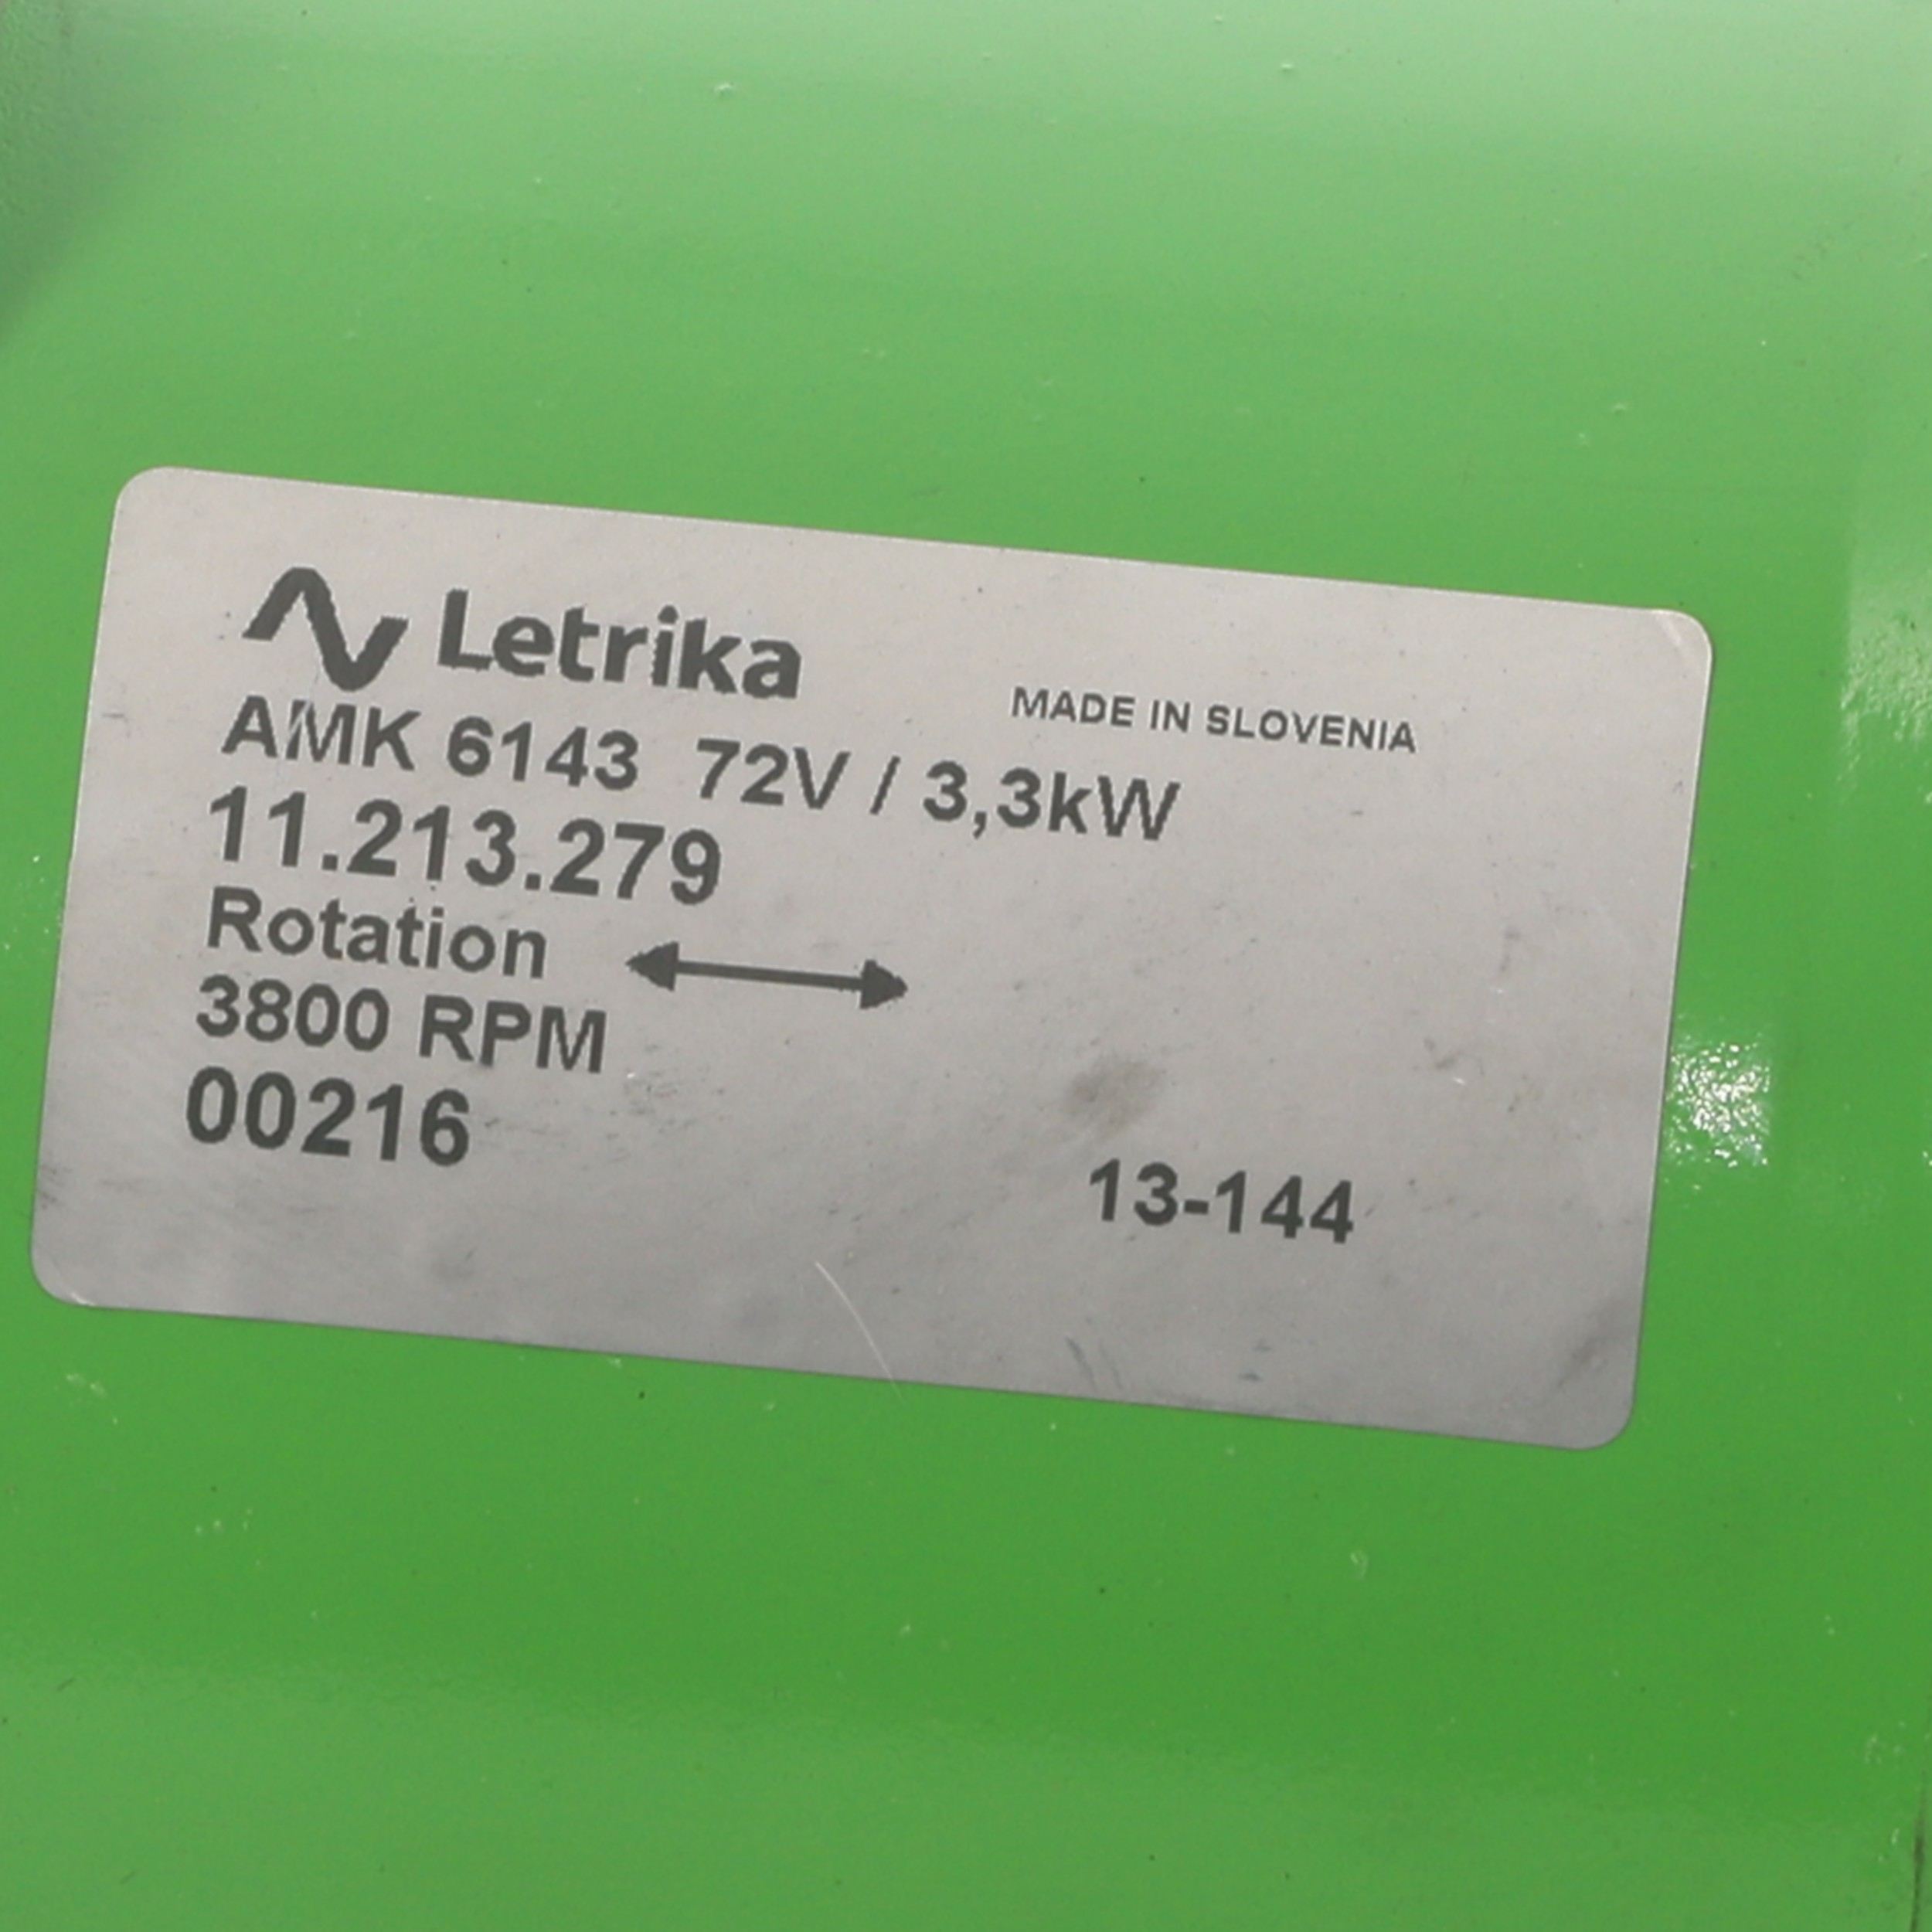 Letrika
MADE IN SLOVENIA
AMK 6143 72V / 3,3kW
11.213.279
Rotation
3800 RPM
00216
13-144